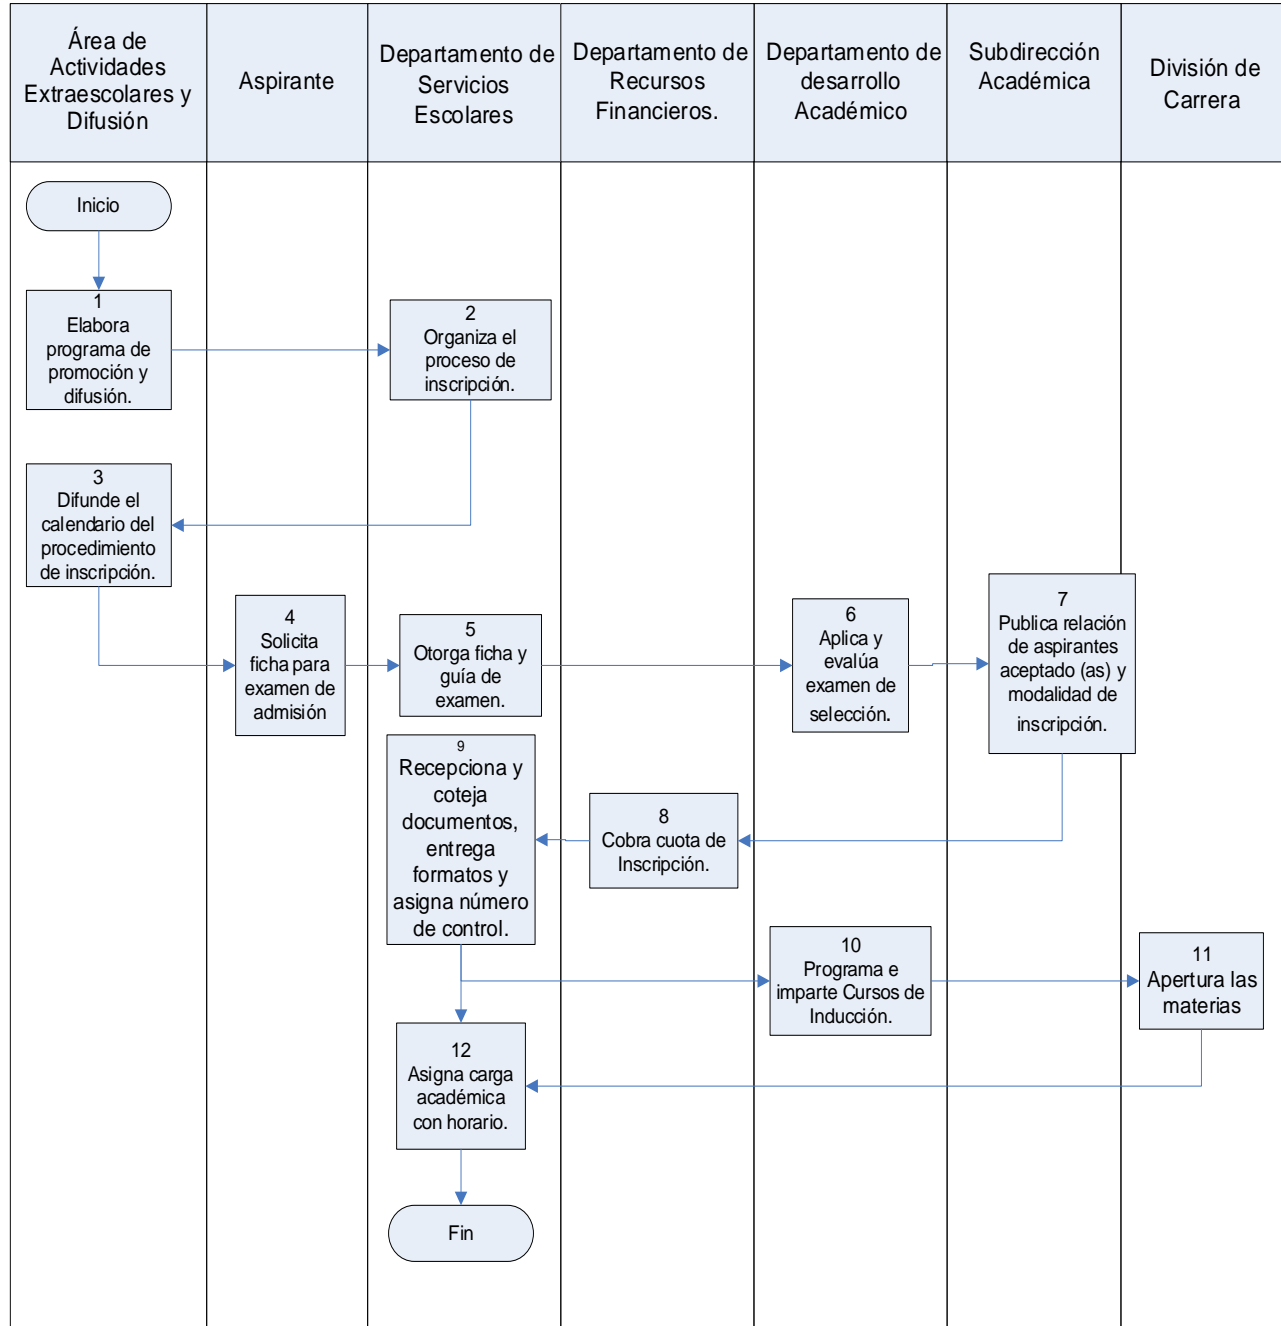 Área de
Actividades
Extraescolares y
Difusión
Aspirante
Departamento de
Servicios
Escolares
Departamento de
Recursos
Financieros.
Departamento de
desarrollo
Académico
Subdirección
Académica
División de
Carrera
Inicio
1
Elabora
programa de
promoción y
difusión.
2
Organiza el
proceso de
inscripción.
3
Difunde el
calendario del
procedimiento
de inscripción.
4
Solicita
ficha para
examen de
admisión
5
Otorga ficha y
guía de
examen.
6
Aplica y
evalúa
examen de
selección.
7
Publica relación
de aspirantes
aceptado (as) y
modalidad de
inscripción.
8
Cobra cuota de
Inscripción.
9
Recepciona y
coteja
documentos,
entrega
formatos y
asigna número
de control.
10
Programa e
imparte Cursos de
Inducción.
11
Apertura las
materias
12
Asigna carga
académica
con horario.
Fin